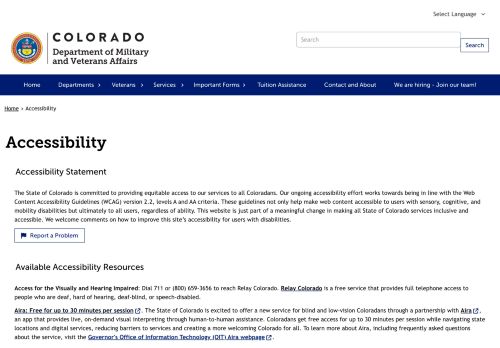 Select Language
COLORADO
Department of Military
and Veterans Affairs
Search
Search
Home Departments Veterans Services Important Forms Tuition Assistance Contact and About We are hiring - Join our team!
Home › Accessibility
Accessibility
Accessibility Statement
The State of Colorado is committed to providing equitable access to our services to all Coloradans. Our ongoing accessibility effort works towards being in line with the Web
Content Accessibility Guidelines (WCAG) version 2.2, levels A and AA criteria. These guidelines not only help make web content accessible to users with sensory, cognitive, and
mobility disabilities but ultimately to all users, regardless of ability. This website is just part of a meaningful change in making all State of Colorado services inclusive and
accessible. We welcome comments on how to improve this site’s accessibility for users with disabilities.
Report a Problem
Available Accessibility Resources
Access for the Visually and Hearing Impaired: Dial 711 or (800) 659-3656 to reach Relay Colorado. Relay Colorado is a free service that provides full telephone access to
people who are deaf, hard of hearing, deaf-blind, or speech-disabled.
Aira: Free for up to 30 minutes per session. The State of Colorado is excited to offer a new service for blind and low-vision Coloradans through a partnership with Aira,
an app that provides live, on-demand visual interpreting through human-to-human assistance. Coloradans get free access for up to 30 minutes per session while navigating state
locations and digital services, reducing barriers to services and creating a more welcoming Colorado for all. To learn more about Aira, including frequently asked questions
about the service, visit the Governor’s Office of Information Technology (OIT) Aira webpage.